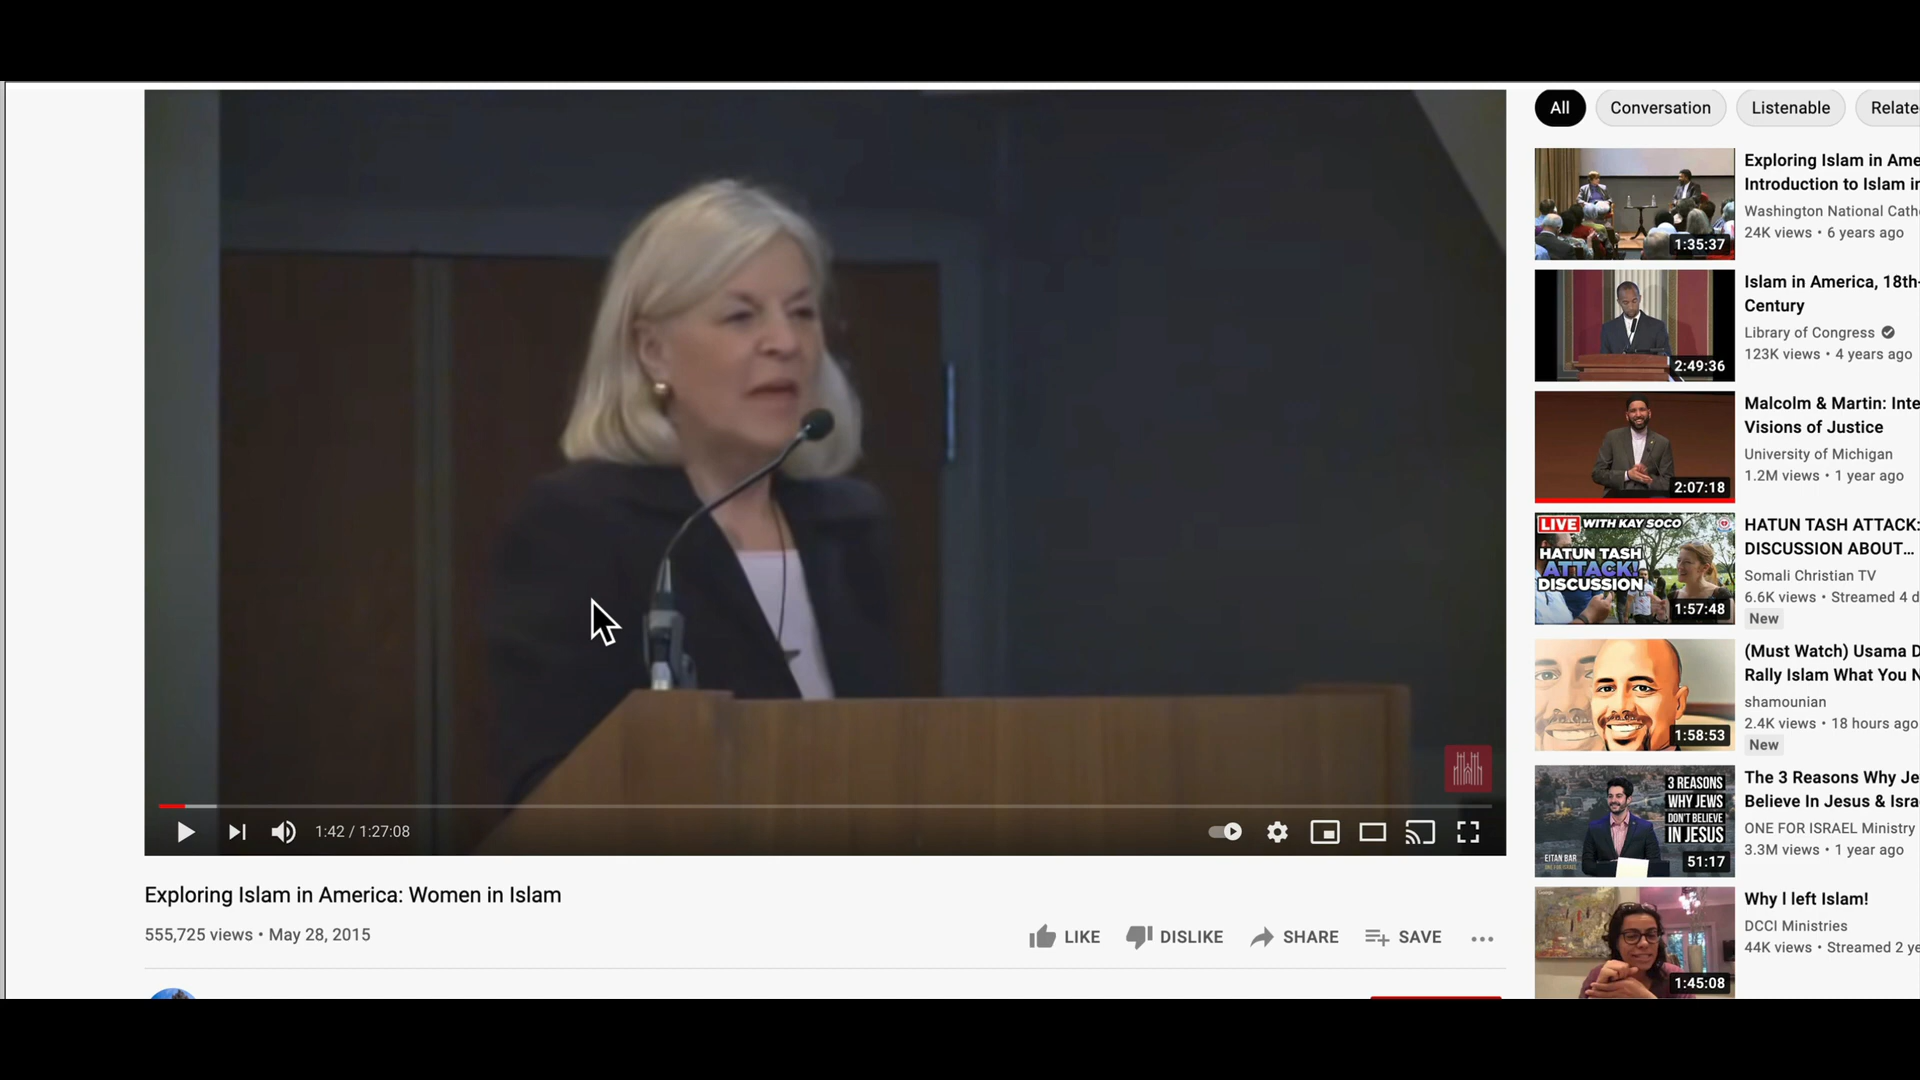 1:42 / 1:27:08
Exploring Islam in America: Women in Islam
555,725 views • May 28, 2015
LIKE
DISLIKE
SHARE
SAVE
All
Conversation
Listenable
Relate
1:35:37
Exploring Islam in Ame
Introduction to Islam in
Washington National Cath
24K views • 6 years ago
2:49:36
Islam in America, 18th-
Century
Library of Congress
123K views • 4 years ago
2:07:18
Malcolm & Martin: Inte
Visions of Justice
University of Michigan
1.2M views • 1 year ago
LIVE WITH KAY SOCO
HATUN TASH
ATTACK!
DISCUSSION
1:57:48
HATUN TASH ATTACK:
DISCUSSION ABOUT...
Somali Christian TV
6.6K views • Streamed 4 d
New
1:58:53
(Must Watch) Usama D
Rally Islam What You N
shamounian
2.4K views • 18 hours ago
New
3 REASONS
WHY JEWS
DON'T BELIEVE
IN JESUS
EITAN BAR
51:17
The 3 Reasons Why Je
Believe In Jesus & Isra
ONE FOR ISRAEL Ministry
3.3M views • 1 year ago
1:45:08
Why I left Islam!
DCCI Ministries
44K views • Streamed 2 ye